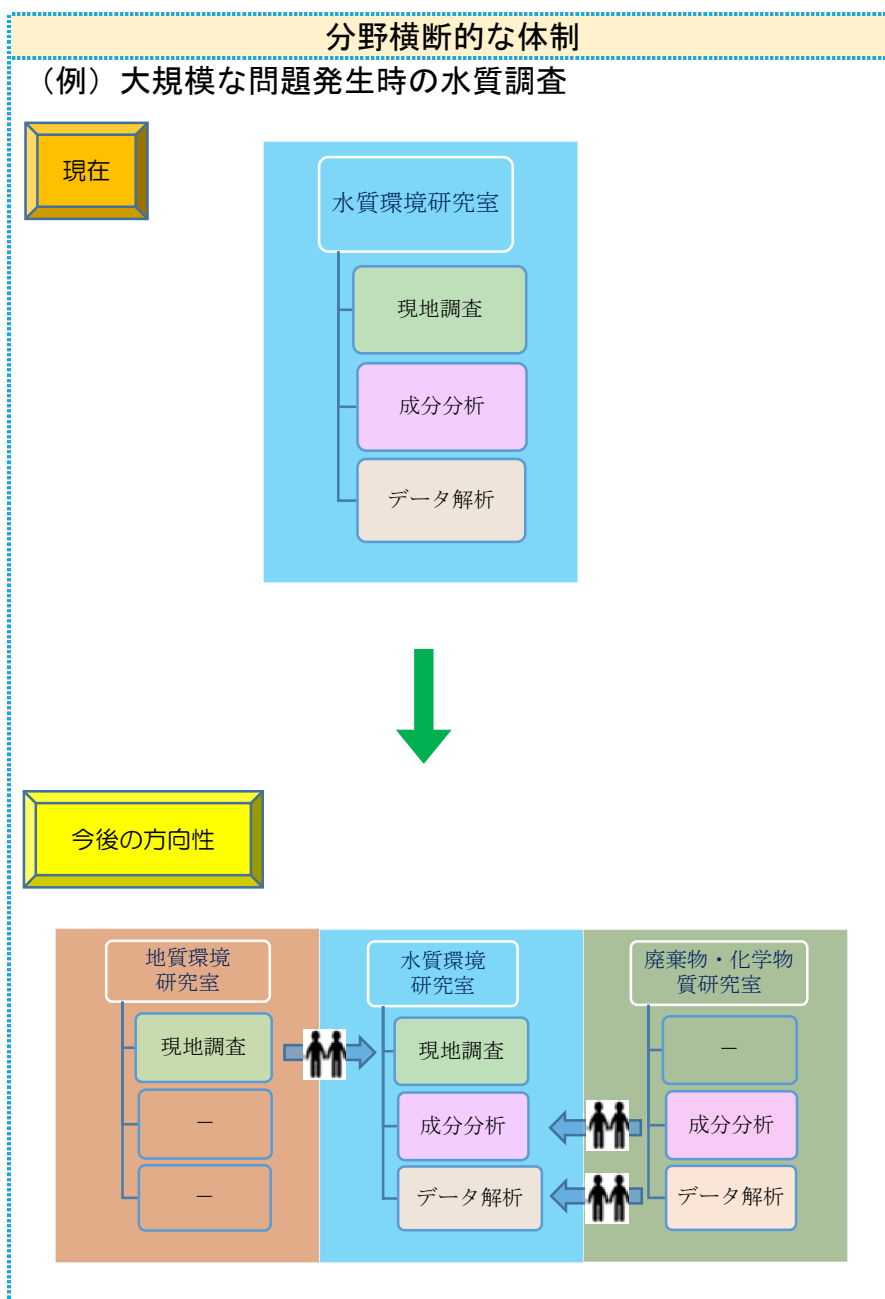 分野横断的な体制
（例）大規模な問題発生時の水質調査
現在
水質環境研究室
現地調査
成分分析
データ解析
今後の方向性
地質環境
研究室
現地調査
－
－
水質環境
研究室
現地調査
成分分析
データ解析
廃棄物・化学物
質研究室
－
成分分析
データ解析